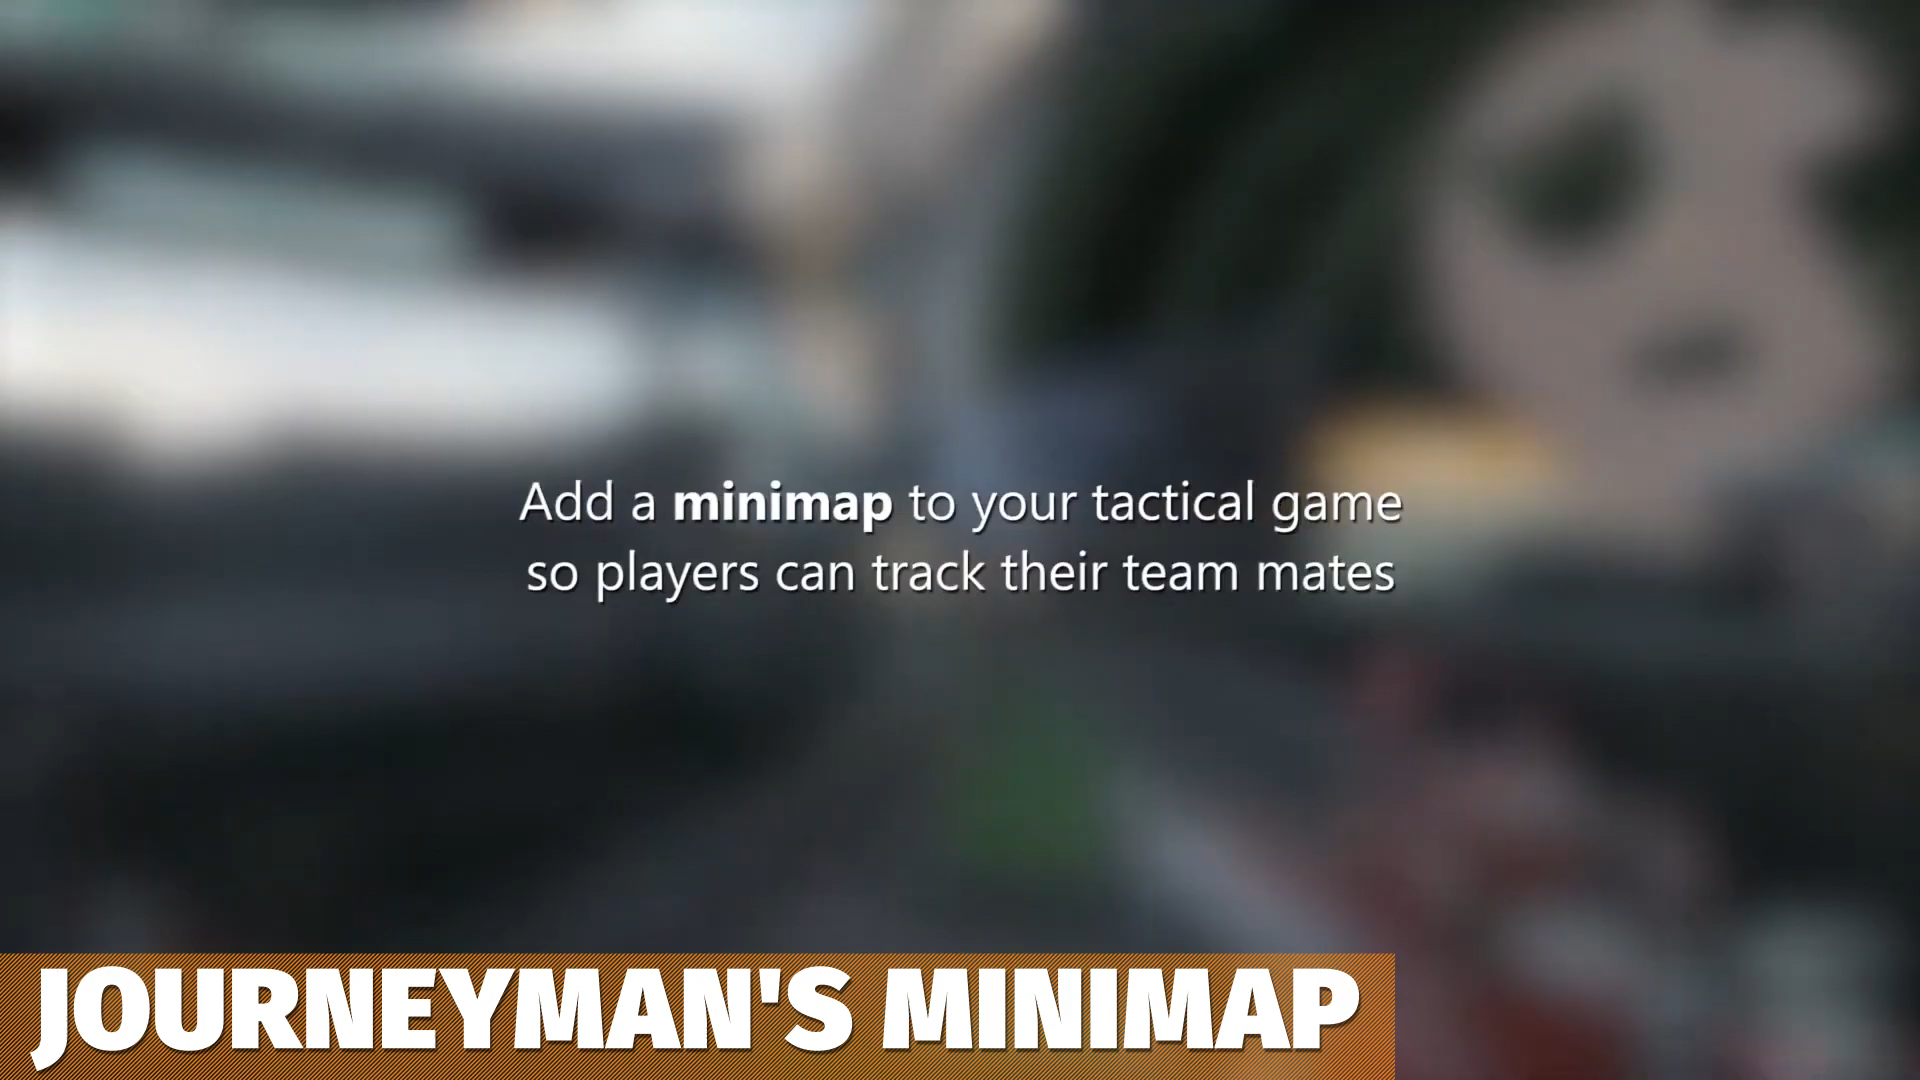 Add a minimap to your tactical game
so players can track their team mates
JOURNEYMAN'S MINIMAP